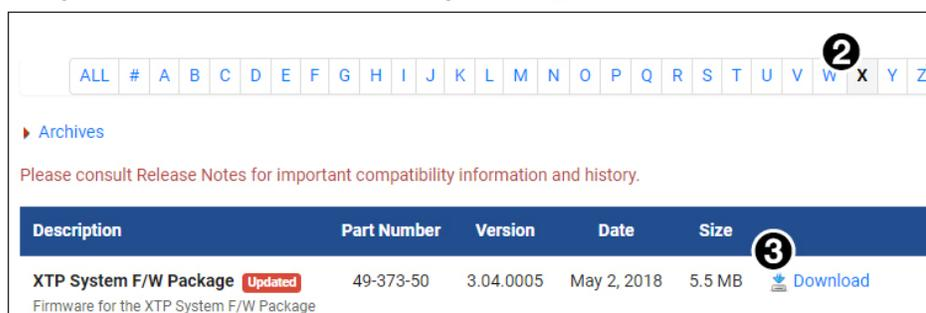 2
ALL # A B C D E F G H I J K L M N O P Q R S T U V W X Y Z
Archives
Please consult Release Notes for important compatibility information and history.
Description Part Number Version Date Size
3
XTP System F/W Package Updated 49-373-50 3.04.0005 May 2, 2018 5.5 MB Download
Firmware for the XTP System F/W Package